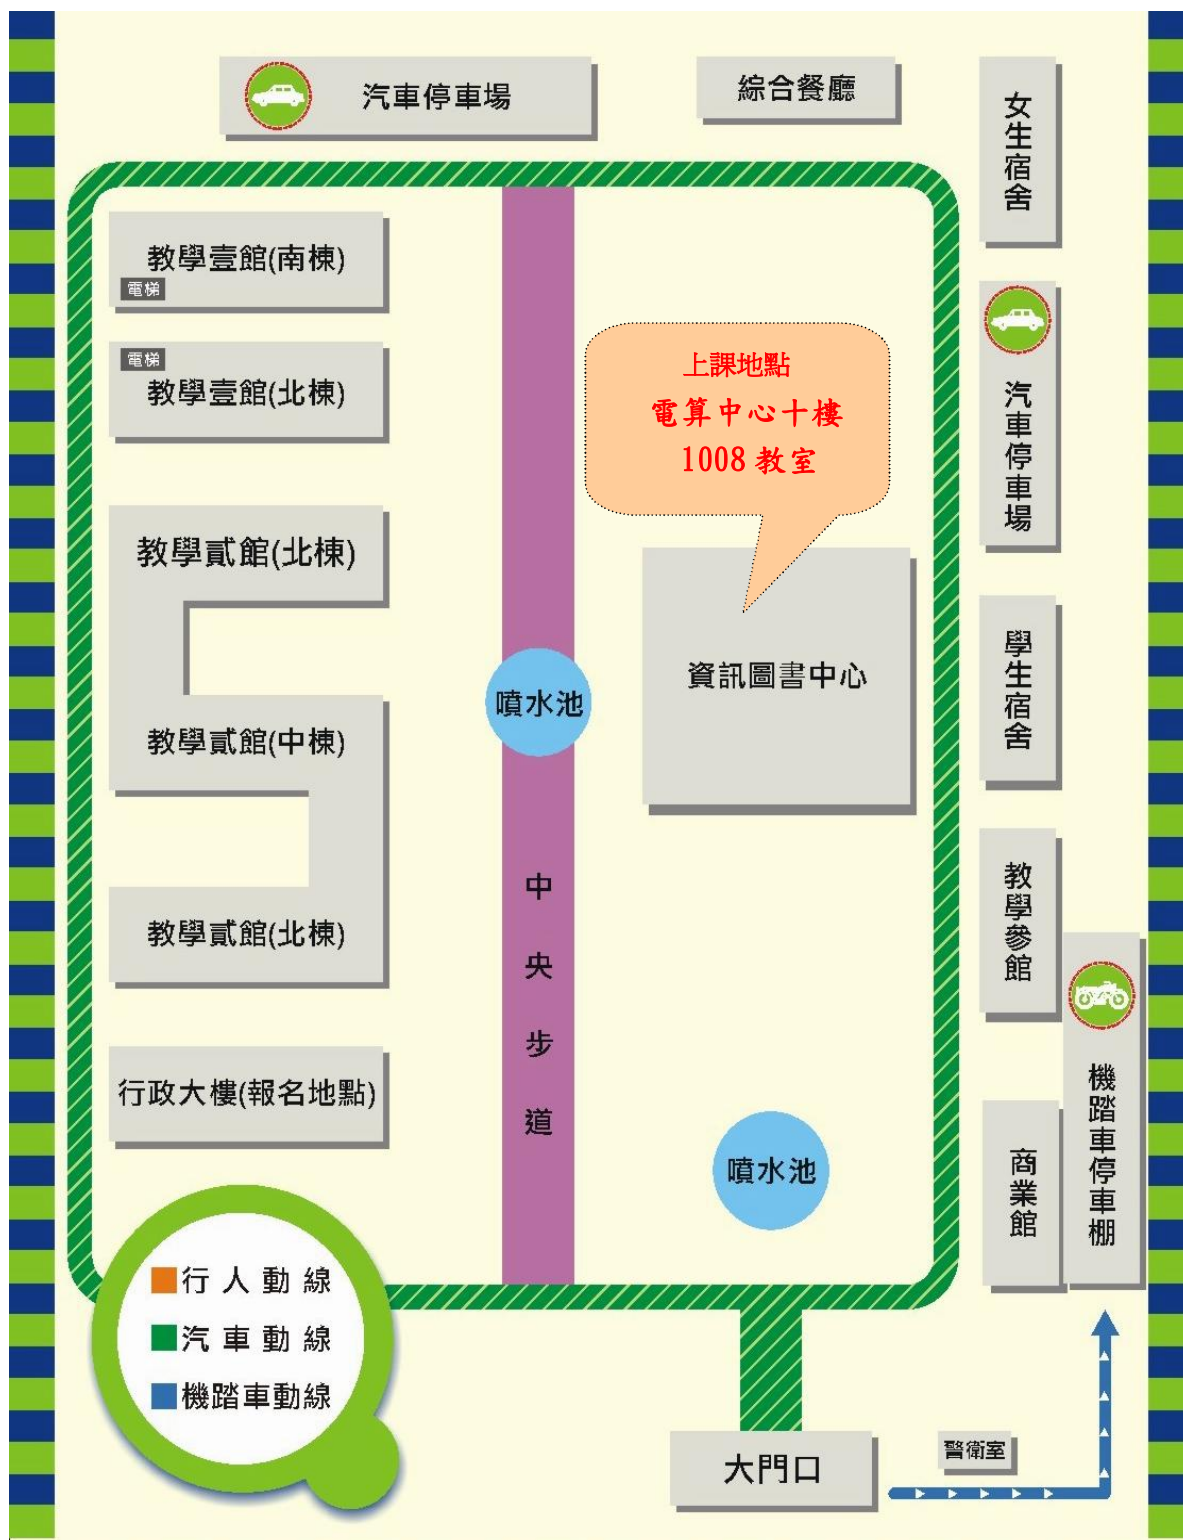 汽車停車場
綜合餐廳
女生宿舍
教學壹館(南棟)
電梯
電梯
教學壹館(北棟)
上課地點
電算中心十樓
1008 教室
汽車停車場
教學貳館(北棟)
資訊圖書中心
學生宿舍
噴水池
教學貳館(中棟)
中央步道
教學參館
教學貳館(北棟)
行政大樓(報名地點)
機踏車停車棚
噴水池
商業館
行人動線
汽車動線
機踏車動線
大門口
警衛室